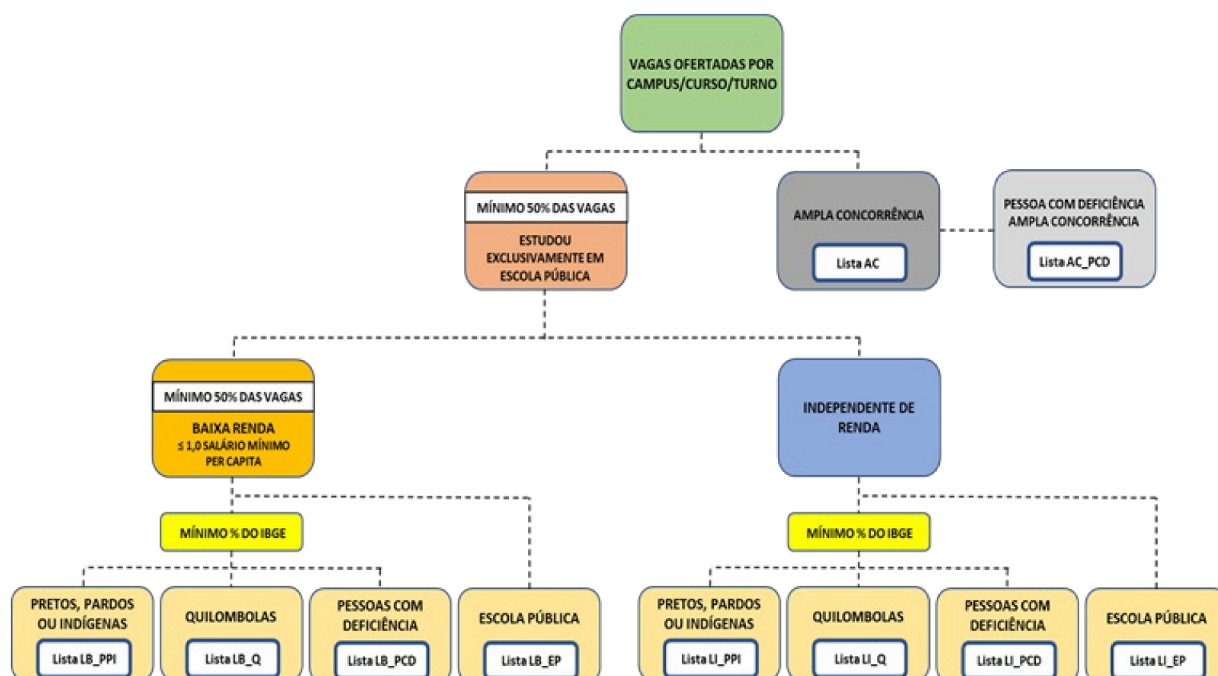 VAGAS OFERTADAS POR
CAMPUS/CURSO/TURNO
MÍNIMO 50% DAS VAGAS
ESTUDOU
EXCLUSIVAMENTE EM
ESCOLA PÚBLICA
AMPLA CONCORRÊNCIA
Lista AC
PESSOA COM DEFICIÊNCIA
AMPLA CONCORRÊNCIA
Lista AC_PCD
MÍNIMO 50% DAS VAGAS
BAIXA RENDA
≤ 1,0 SALÁRIO MÍNIMO
PER CAPITA
INDEPENDENTE DE
RENDA
MÍNIMO % DO IBGE
MÍNIMO % DO IBGE
PRETOS, PARDOS
OU INDÍGENAS
Lista LB_PPI
QUILOMBOLAS
Lista LB_Q
PESSOAS COM
DEFICIÊNCIA
Lista LB_PCD
ESCOLA PÚBLICA
Lista LB_EP
PRETOS, PARDOS
OU INDÍGENAS
Lista LI_PPI
QUILOMBOLAS
Lista LI_Q
PESSOAS COM
DEFICIÊNCIA
Lista LI_PCD
ESCOLA PÚBLICA
Lista LI_EP